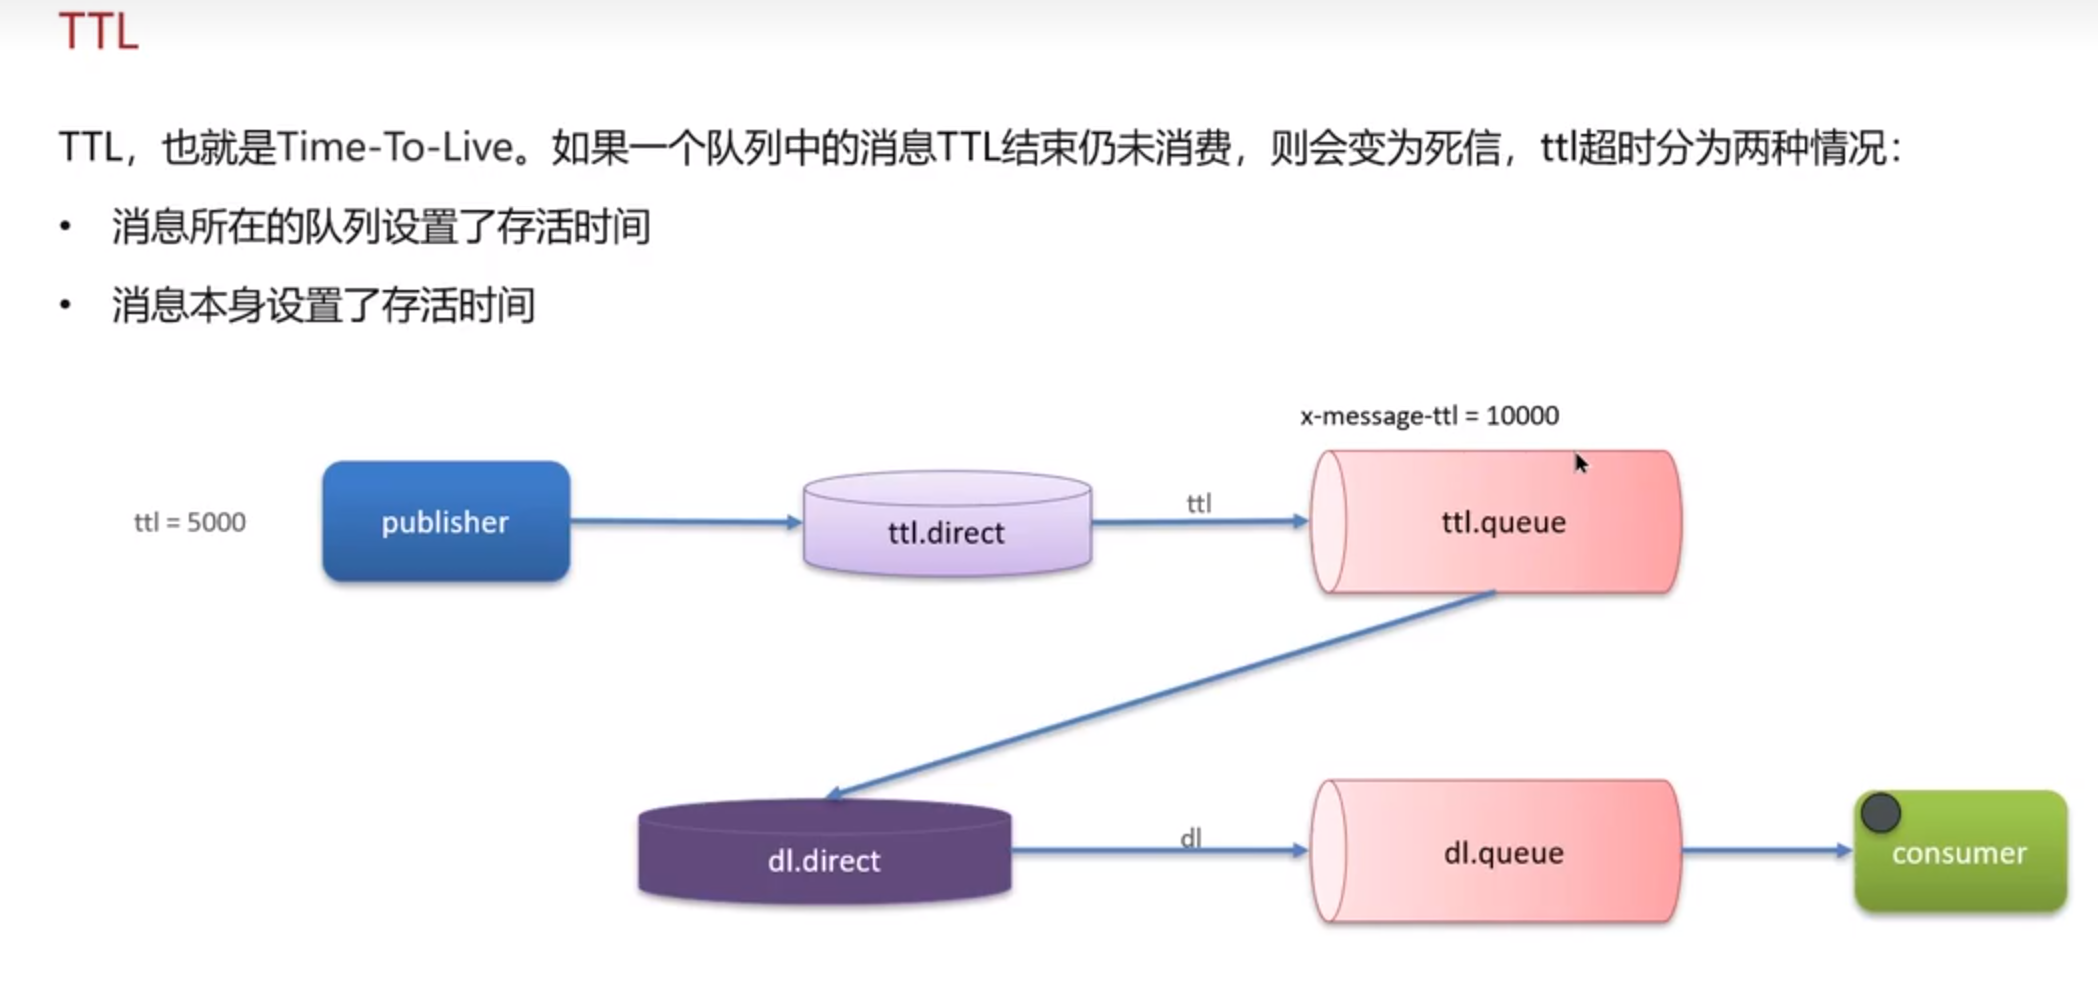 TTL
TTL，也就是Time-To-Live。如果一个队列中的消息TTL结束仍未消费，则会变为死信，ttl超时分为两种情况：
• 消息所在的队列设置了存活时间
• 消息本身设置了存活时间
x-message-ttl = 10000
ttl = 5000
publisher
ttl.direct
ttl
ttl.queue
dl.direct
dl
dl.queue
consumer